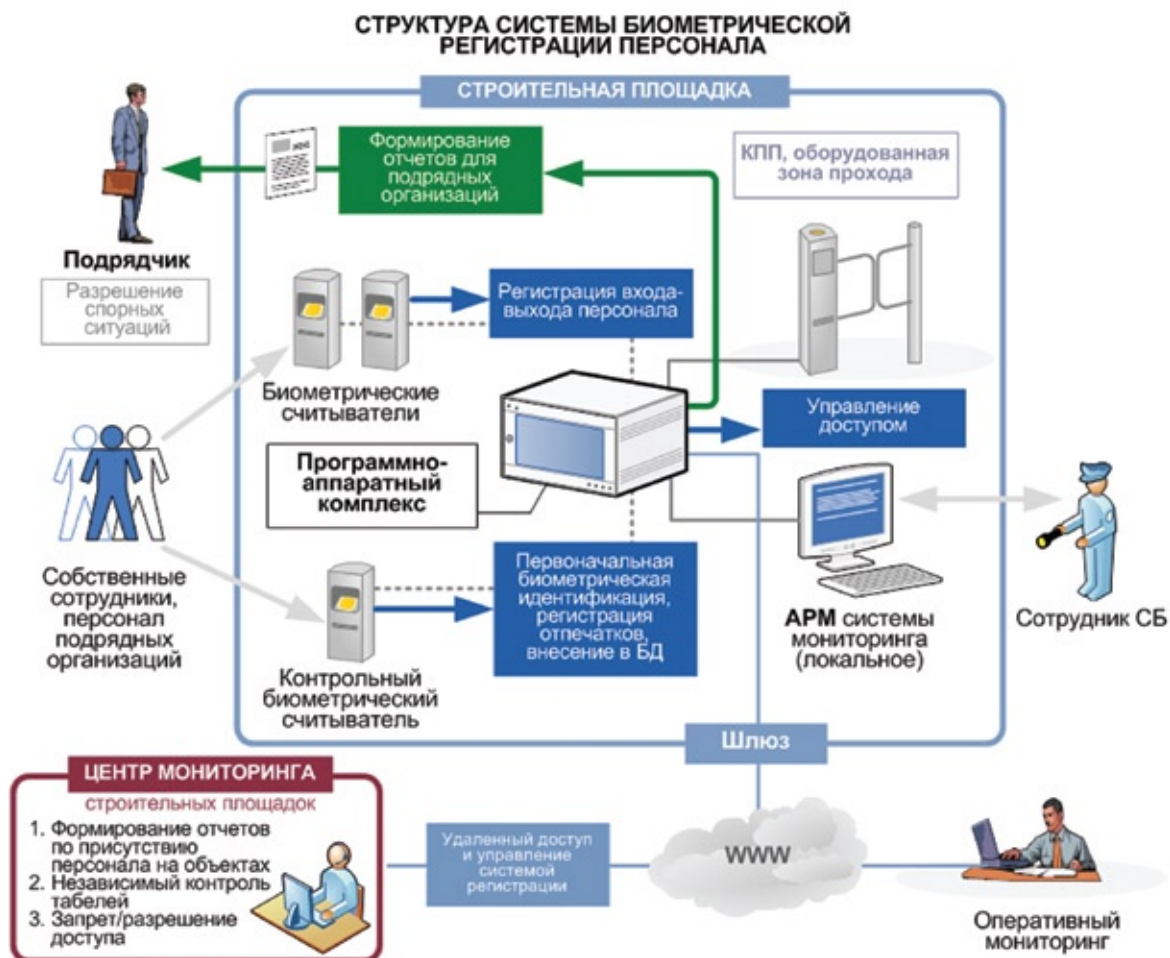 СТРУКТУРА СИСТЕМЫ БИОМЕТРИЧЕСКОЙ
РЕГИСТРАЦИИ ПЕРСОНАЛА
СТРОИТЕЛЬНАЯ ПЛОЩАДКА
Формирование
отчетов для
подрядных
организаций
КПП, оборудованная
зона прохода
Подрядчик
Разрешение
спорных
ситуаций
Регистрация входа-
выхода персонала
Биометрические
считыватели
Управление
доступом
Программно-
аппаратный
комплекс
Собственные
сотрудники,
персонал
подрядных
организаций
Первоначальная
биометрическая
идентификация,
регистрация
отпечатков,
внесение в БД
АРМ системы
мониторинга
(локальное)
Сотрудник СБ
Контрольный
биометрический
считыватель
Шлюз
ЦЕНТР МОНИТОРИНГА
строительных площадок
1. Формирование отчетов
по присутствию
персонала на объектах
2. Независимый контроль
табелей
3. Запрет/разрешение
доступа
Удаленный доступ
и управление
системой
регистрации
www
Оперативный
мониторинг